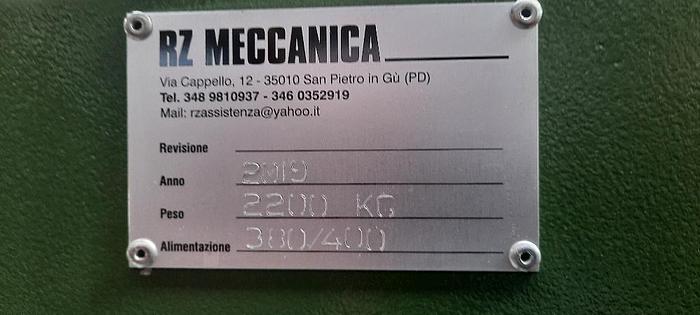 RZ MECCANICA
Via Cappello, 12 - 35010 San Pietro in Gù (PD)
Tel. 348 9810937 - 346 0352919
Mail: rzassistenza@yahoo.it
Revisione
Anno 2019
Peso 2200 KG
Alimentazione 380/400